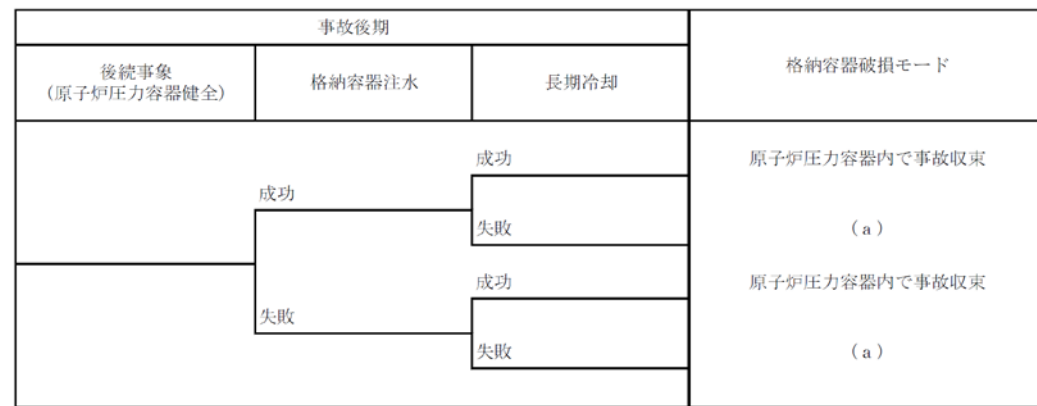 事故後期
格納容器破損モード
後続事象
(原子炉圧力容器健全)
格納容器注水
長期冷却
成功
原子炉圧力容器内で事故収束
成功
失敗
(a)
成功
原子炉圧力容器内で事故収束
失敗
失敗
(a)